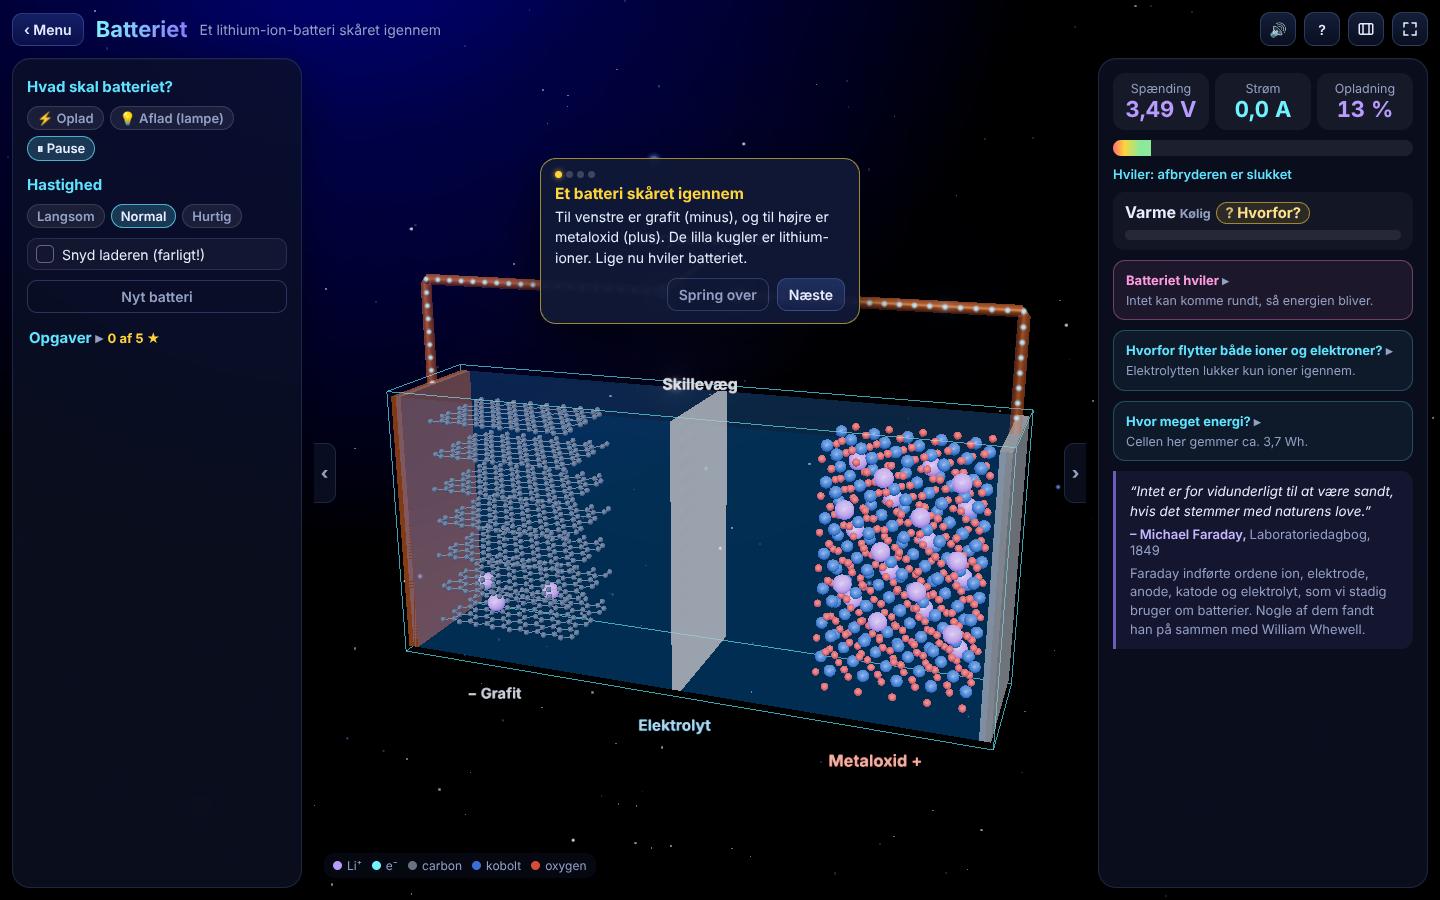 ‹ Menu
Batteriet
Et lithium-ion-batteri skåret igennem
?
Hvad skal batteriet?
Oplad
Aflad (lampe)
Pause
Hastighed
Langsom
Normal
Hurtig
Snyd laderen (farligt!)
Nyt batteri
Opgaver ▸ 0 af 5 ★
Et batteri skåret igennem
Til venstre er grafit (minus), og til højre er
metaloxid (plus). De lilla kugler er lithium-
ioner. Lige nu hviler batteriet.
Spring over
Næste
Skillevæg
‹
›
– Grafit
Elektrolyt
Metaloxid +
Li⁺
e⁻
carbon
kobolt
oxygen
Spænding
3,49 V
Strøm
0,0 A
Opladning
13 %
Hviler: afbryderen er slukket
Varme Kølig ? Hvorfor?
Batteriet hviler ▸
Intet kan komme rundt, så energien bliver.
Hvorfor flytter både ioner og elektroner? ▸
Elektrolytten lukker kun ioner igennem.
Hvor meget energi? ▸
Cellen her gemmer ca. 3,7 Wh.
“Intet er for vidunderligt til at være sandt,
hvis det stemmer med naturens love.”
– Michael Faraday, Laboratoriedagbog,
1849
Faraday indførte ordene ion, elektrode,
anode, katode og elektrolyt, som vi stadig
bruger om batterier. Nogle af dem fandt
han på sammen med William Whewell.